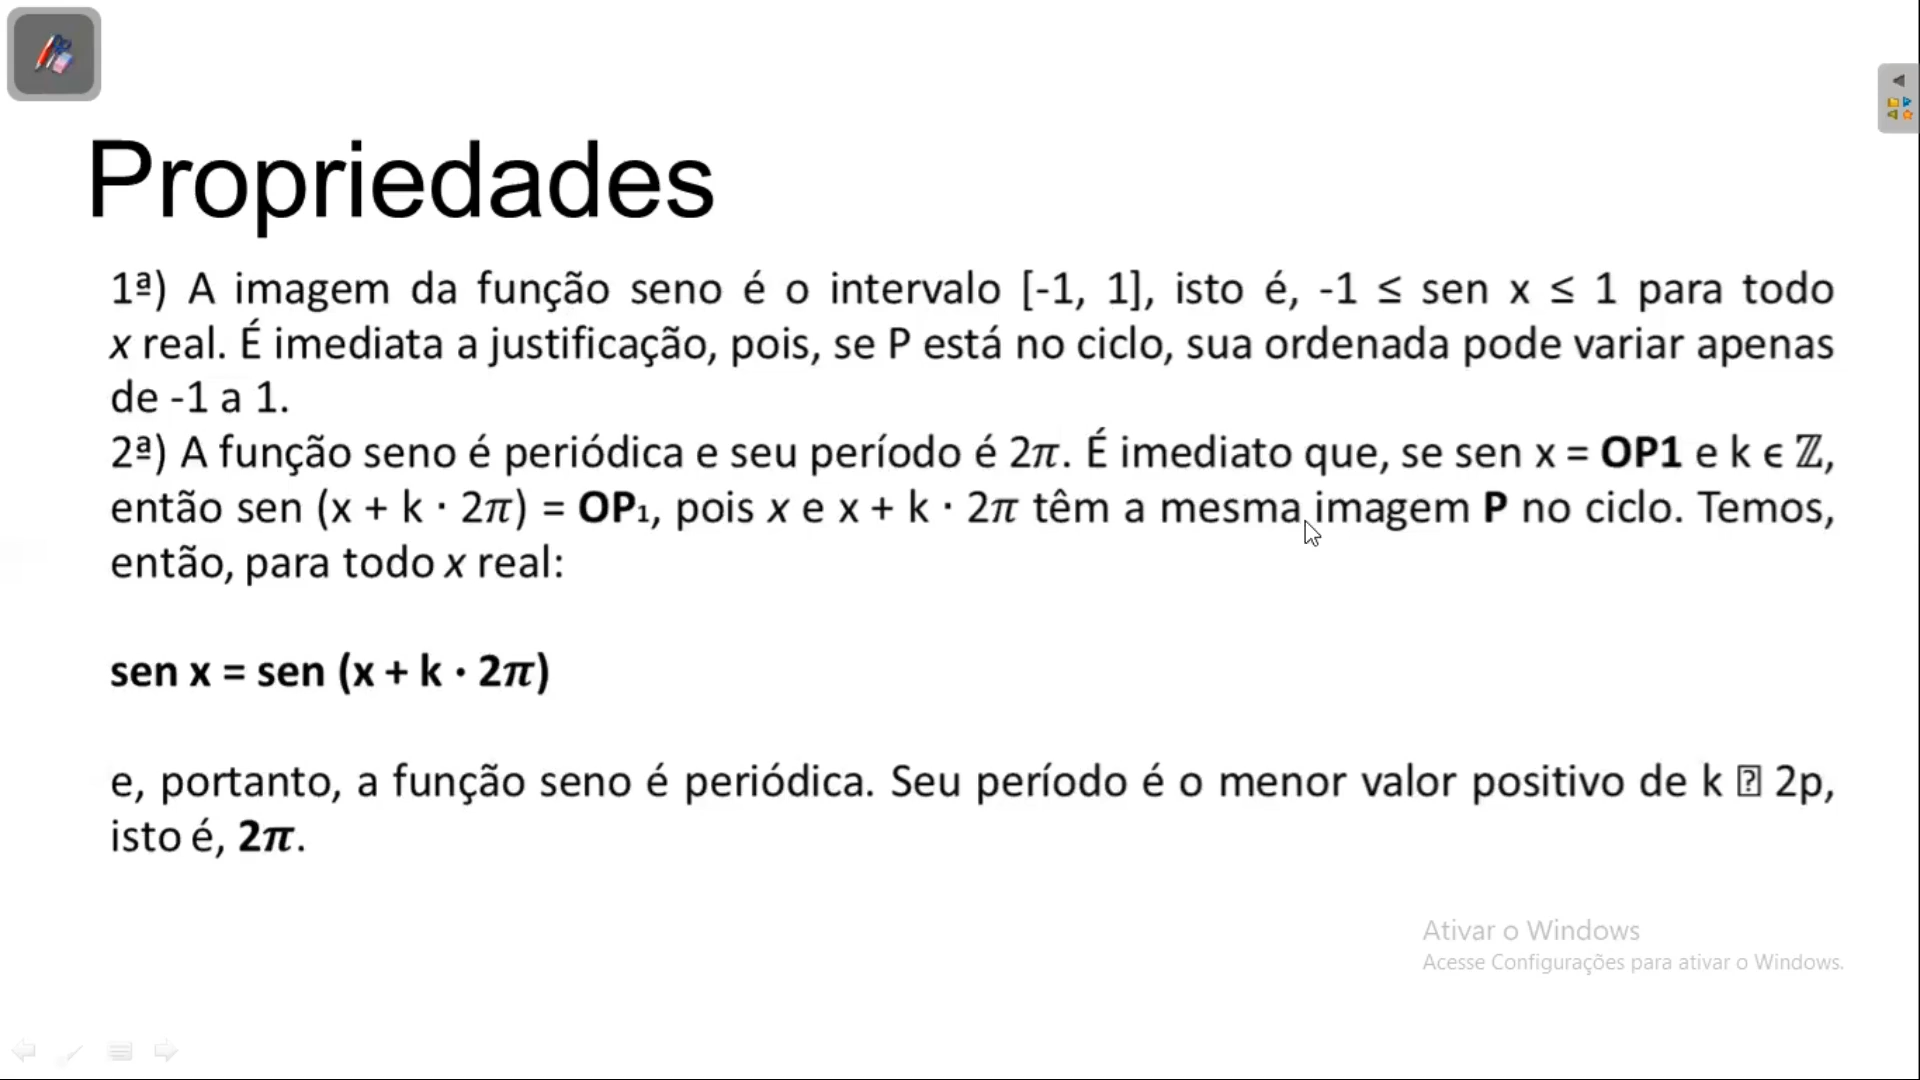 Propriedades
1ª) A imagem da função seno é o intervalo [-1, 1], isto é, -1 ≤ sen x ≤ 1 para todo
x real. É imediata a justificação, pois, se P está no ciclo, sua ordenada pode variar apenas
de -1 a 1.
2ª) A função seno é periódica e seu período é 2π. É imediato que, se sen x = OP1 e k ϵ ℤ,
então sen (x + k · 2π) = OP₁, pois x e x + k · 2π têm a mesma imagem P no ciclo. Temos,
então, para todo x real:
sen x = sen (x + k · 2π)
e, portanto, a função seno é periódica. Seu período é o menor valor positivo de k ⍰ 2p,
isto é, 2π.
Ativar o Windows
Acesse Configurações para ativar o Windows.